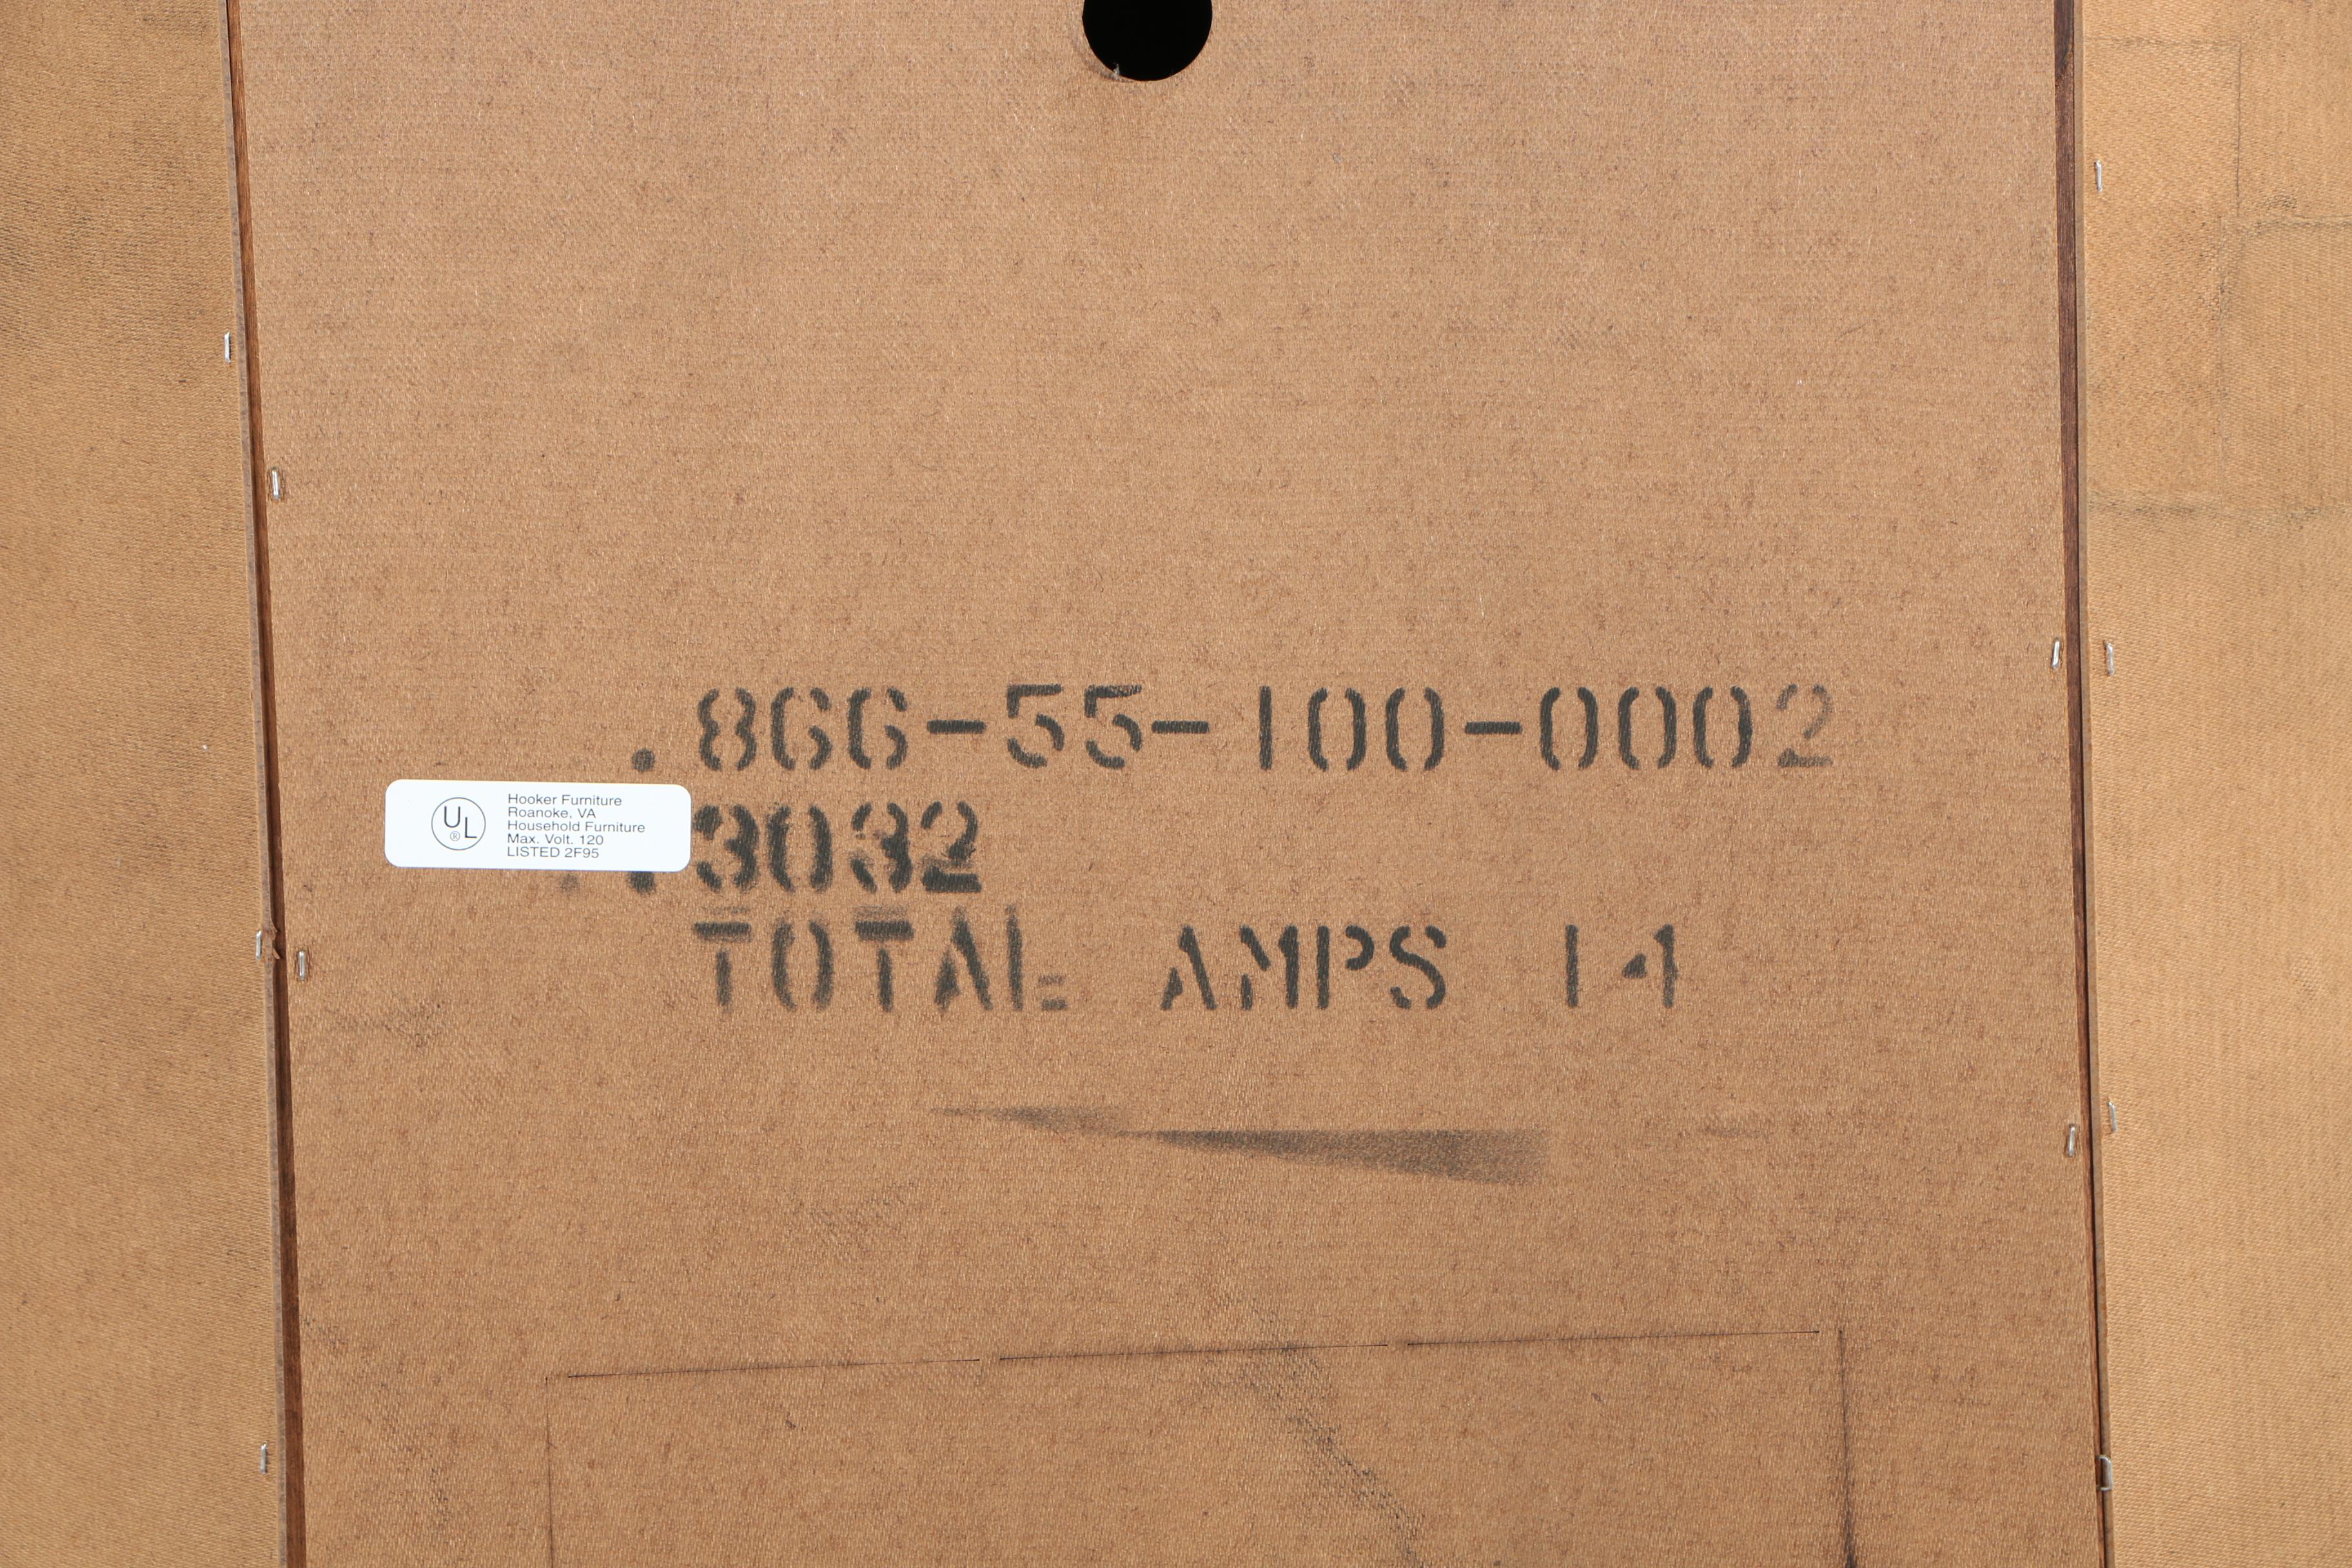 .866-55-100-0002
UL
®
Hooker Furniture
Roanoke, VA
Household Furniture
Max. Volt. 120
LISTED 2F95
3032
TOTAL AMPS 14